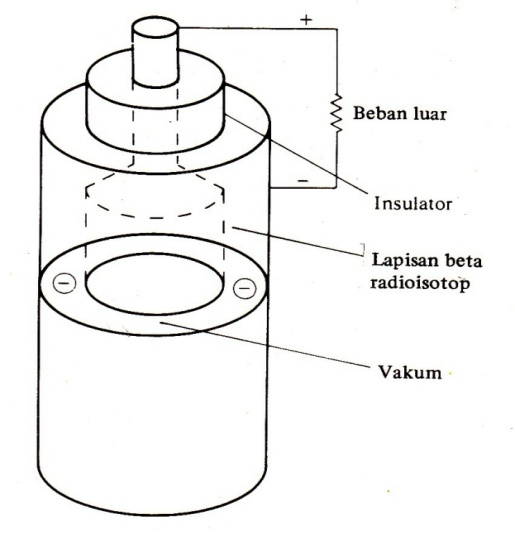 +
Beban luar
−
Insulator
Lapisan beta
radioisotop
− −
Vakum